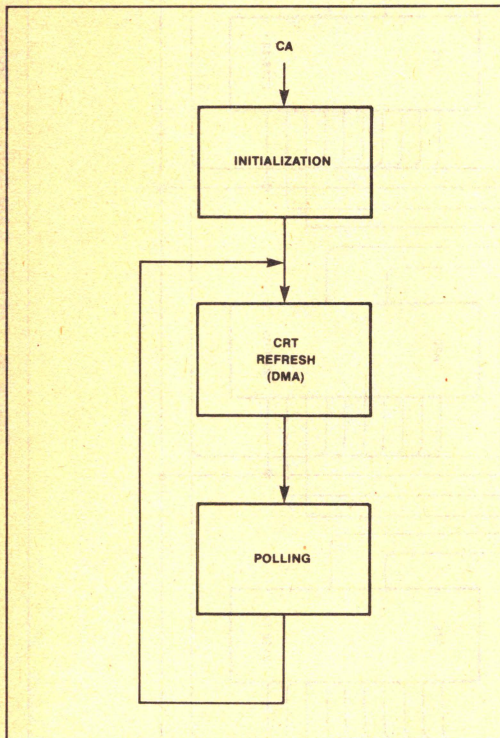 CA
INITIALIZATION
CRT
REFRESH
(DMA)
POLLING